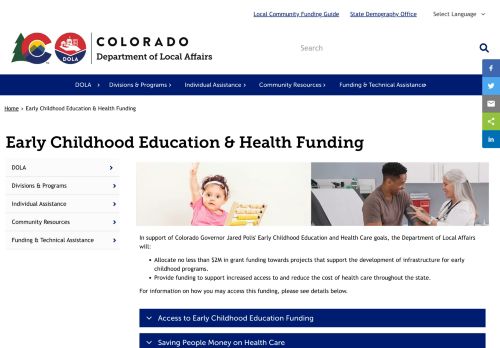 Local Community Funding Guide State Demography Office Select Language
COLORADO
Department of Local Affairs
DOLA
Search
DOLA Divisions & Programs Individual Assistance Community Resources Funding & Technical Assistance
Home › Early Childhood Education & Health Funding
Early Childhood Education & Health Funding
DOLA
Divisions & Programs
Individual Assistance
Community Resources
Funding & Technical Assistance
In support of Colorado Governor Jared Polis' Early Childhood Education and Health Care goals, the Department of Local Affairs
will:
• Allocate no less than $2M in grant funding towards projects that support the development of infrastructure for early
childhood programs.
• Provide funding to support increased access to and reduce the cost of health care throughout the state.
For information on how you may access this funding, please see details below.
Access to Early Childhood Education Funding
Saving People Money on Health Care